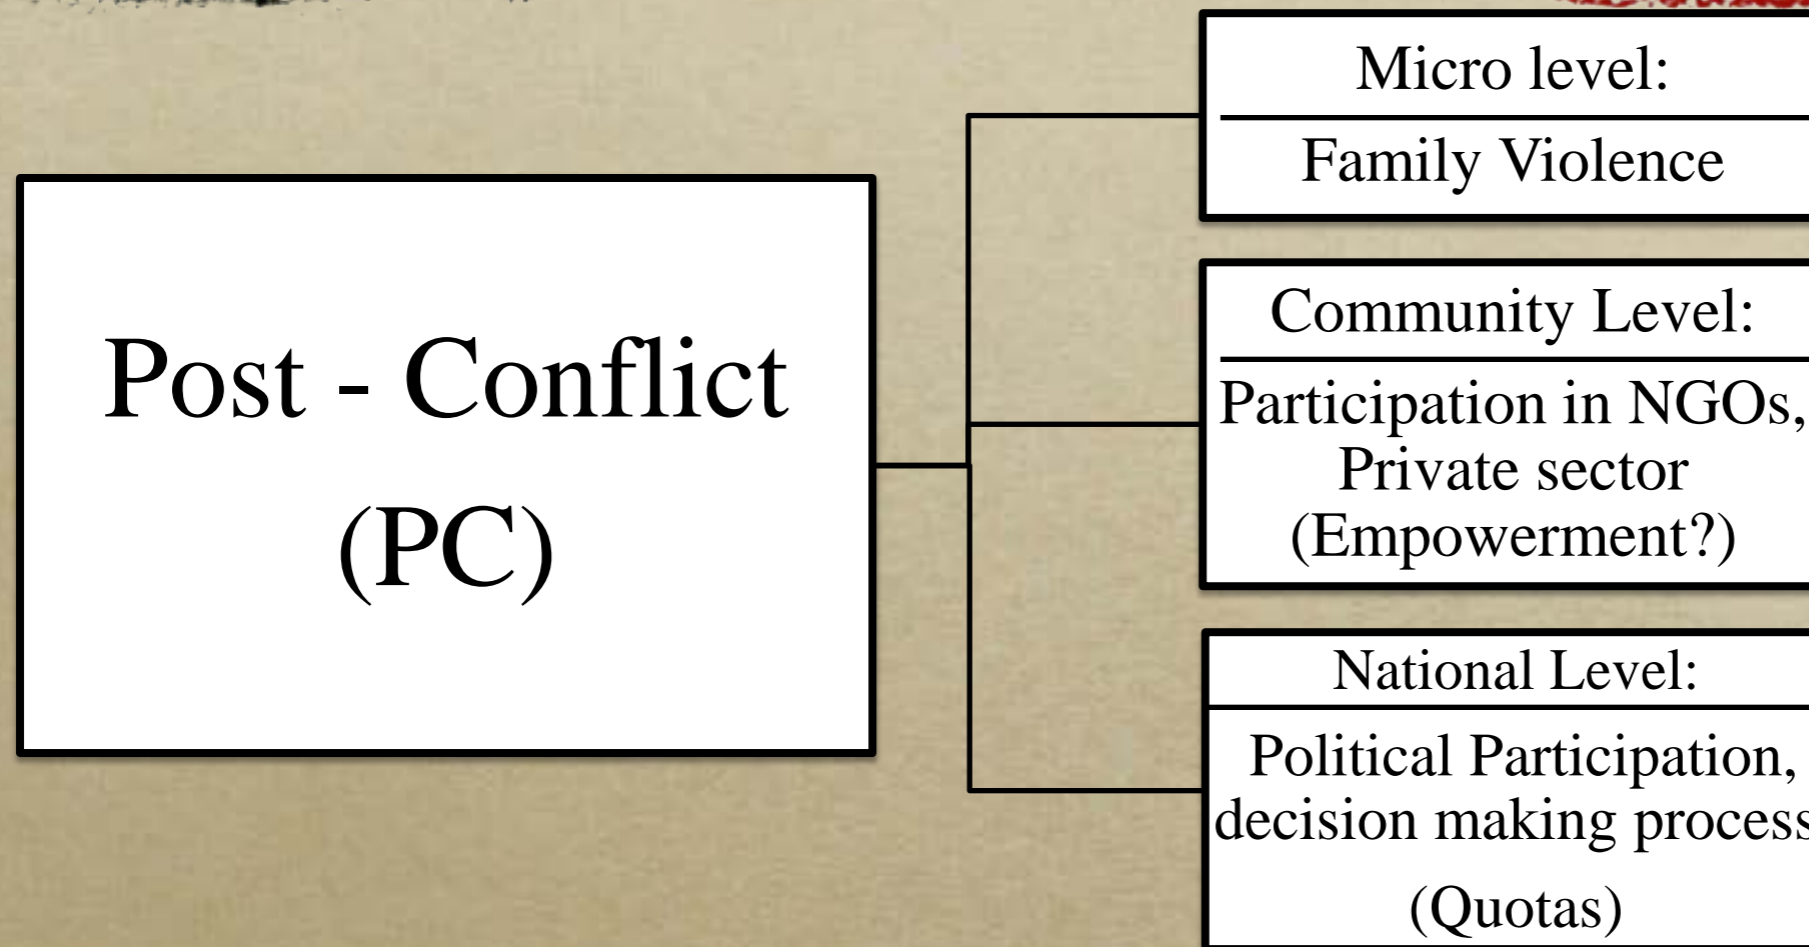 Post - Conflict
(PC)
Micro level:
Family Violence
Community Level:
Participation in NGOs,
Private sector
(Empowerment?)
National Level:
Political Participation,
decision making process
(Quotas)